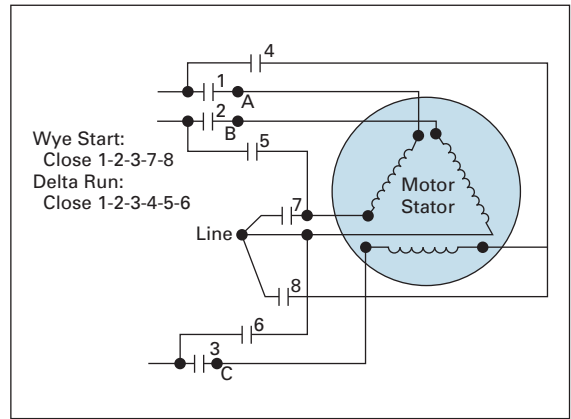 4
1
A
2
B
5
Wye Start:
Close 1-2-3-7-8
Delta Run:
Close 1-2-3-4-5-6
Motor
Stator
7
Line
8
6
3
C